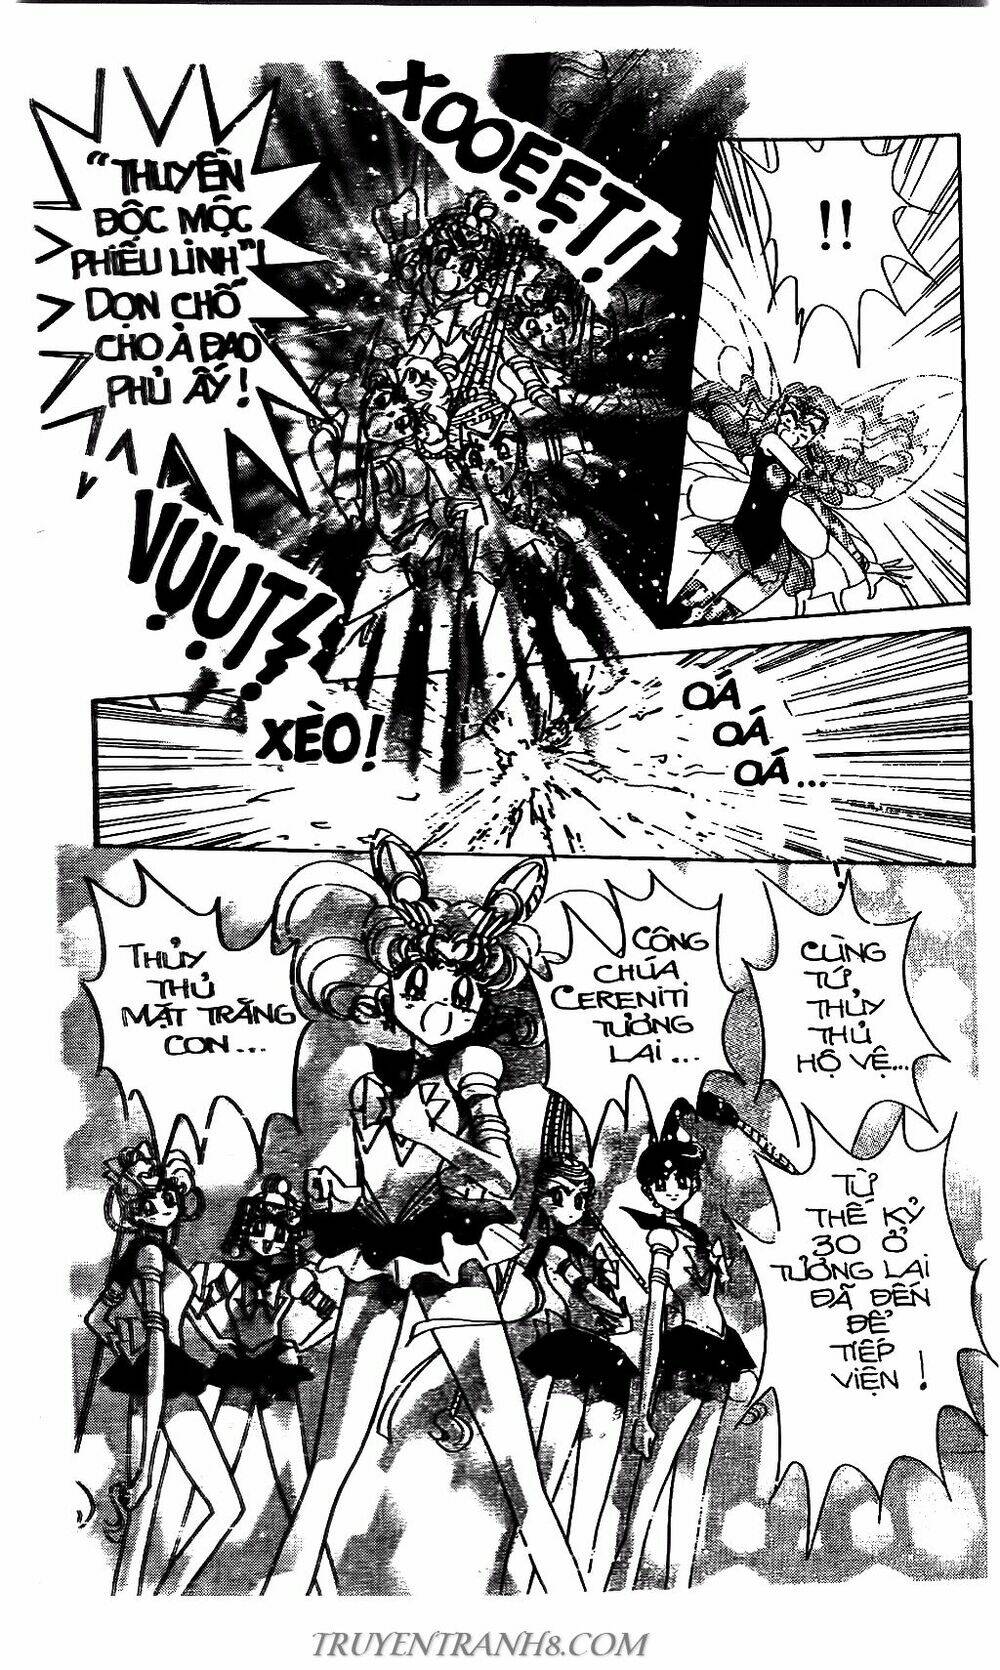 XOOẸẸT!!
"THUYỀN
ĐỘC MỘC
PHIÊU LINH"!
DỌN CHỖ
CHO À ĐAO
PHỦ ẤY!
!!
VỤỤT
XÈO!
OÁ
OÁ
OÁ...
THỦY
THỦ
MẶT TRĂNG
CON...
CÔNG
CHÚA
CERENITI
TƯƠNG
LAI...
CÙNG
TỨ
THỦY
THỦ
HỘ VỆ...
TỪ
THẾ KỶ
30 Ở
TƯƠNG LAI
ĐÃ ĐẾN
ĐỂ
TIẾP
VIỆN!
TRUYENTRANH8.COM